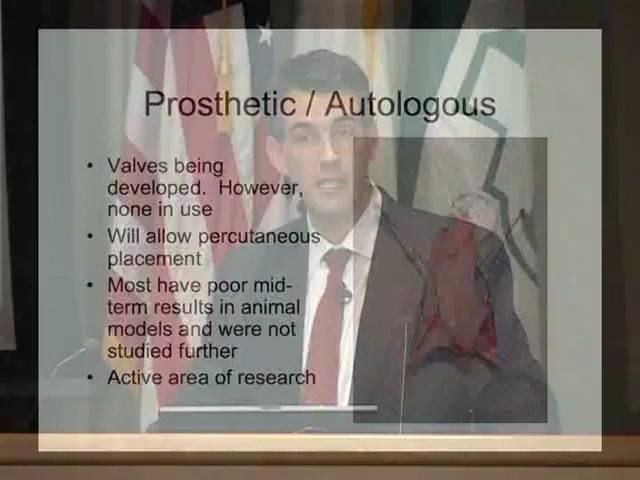 Prosthetic / Autologous
• Valves being
developed. However,
none in use
• Will allow percutaneous
placement
• Most have poor mid-
term results in animal
models and were not
studied further
• Active area of research